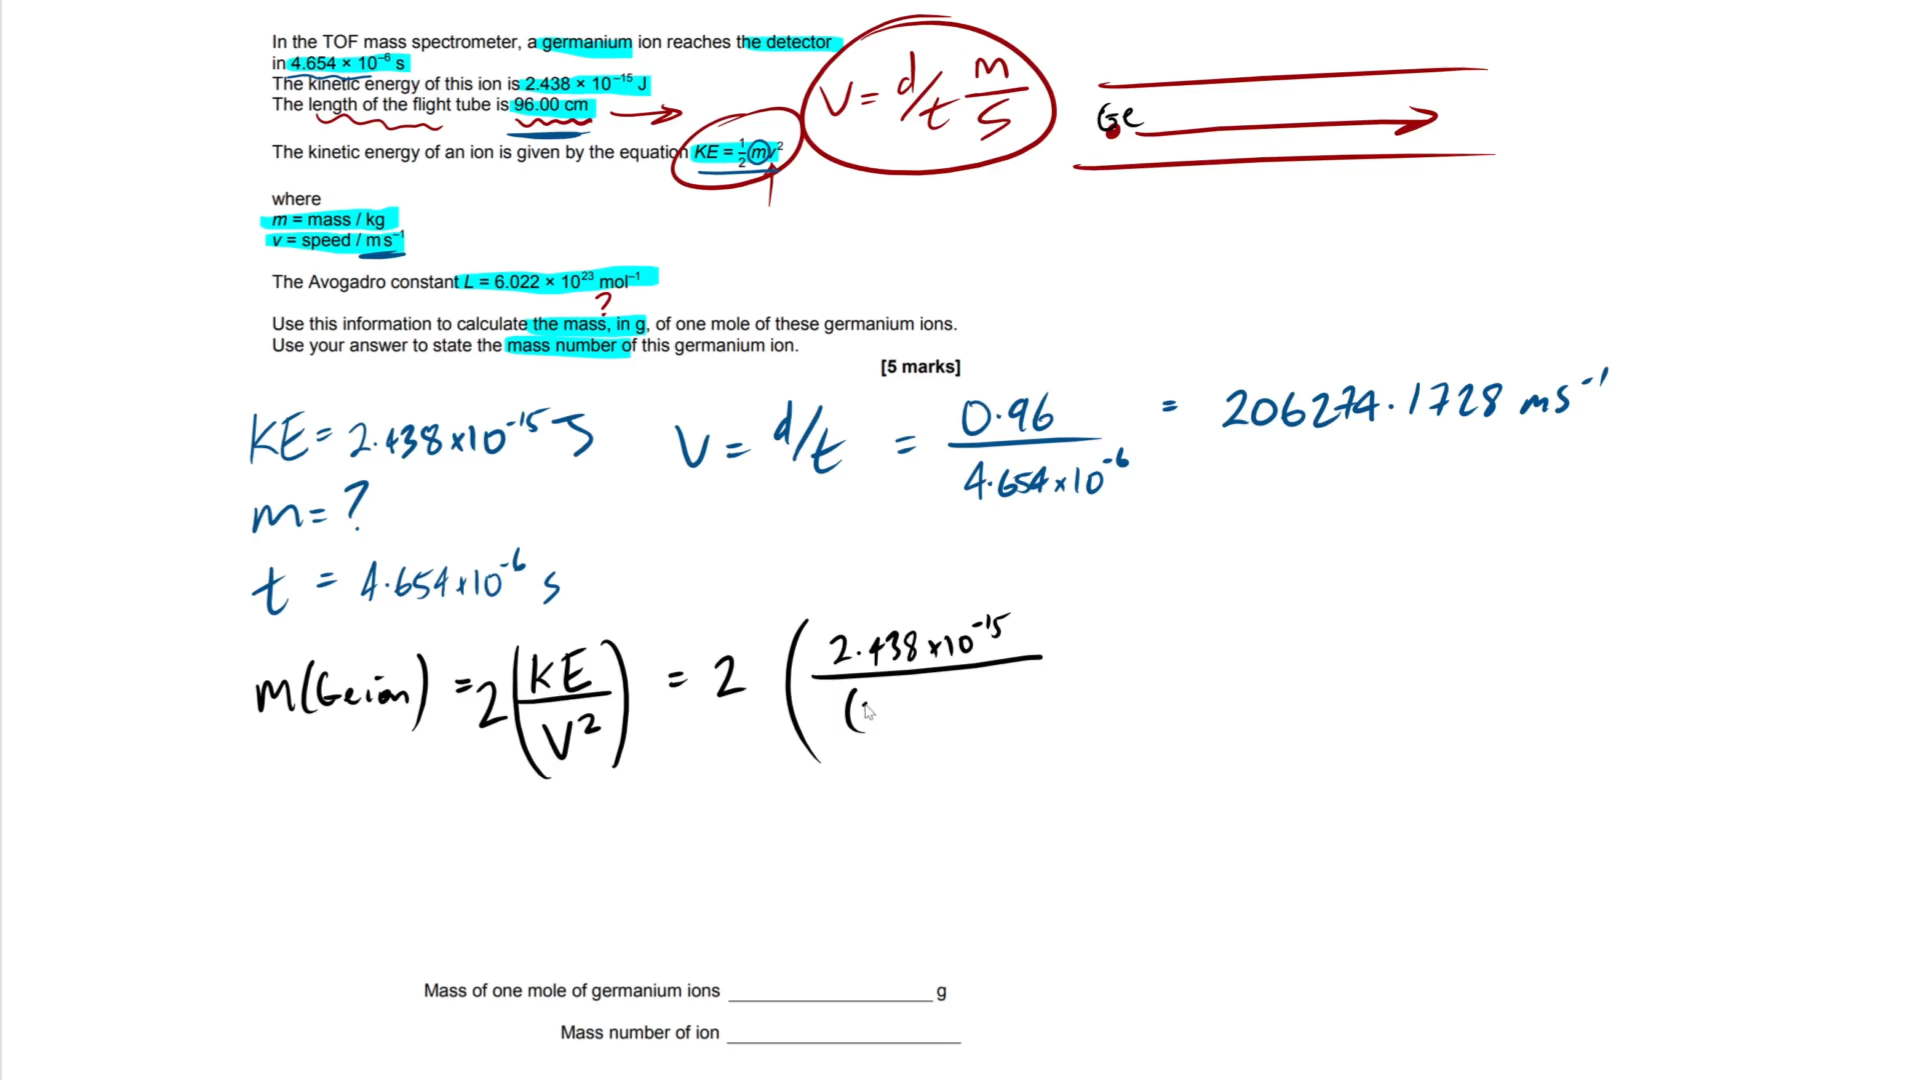 In the TOF mass spectrometer, a germanium ion reaches the detector
in 4.654 × 10⁻⁶ s
The kinetic energy of this ion is 2.438 × 10⁻¹⁵ J
The length of the flight tube is 96.00 cm
V = d/t m/s
Ge
The kinetic energy of an ion is given by the equation KE = ½ mv²
where
m = mass / kg
v = speed / m s⁻¹
The Avogadro constant L = 6.022 × 10²³ mol⁻¹
?
Use this information to calculate the mass, in g, of one mole of these germanium ions.
Use your answer to state the mass number of this germanium ion.
[5 marks]
KE = 2.438×10⁻¹⁵ J
V = d/t = 0.96 / 4.654×10⁻⁶ = 206274.1728 ms⁻¹
m = ?
t = 4.654×10⁻⁶ s
m(Ge ion) = 2(KE/V²) = 2 (2.438×10⁻¹⁵ / (
Mass of one mole of germanium ions ____________________ g
Mass number of ion ______________________